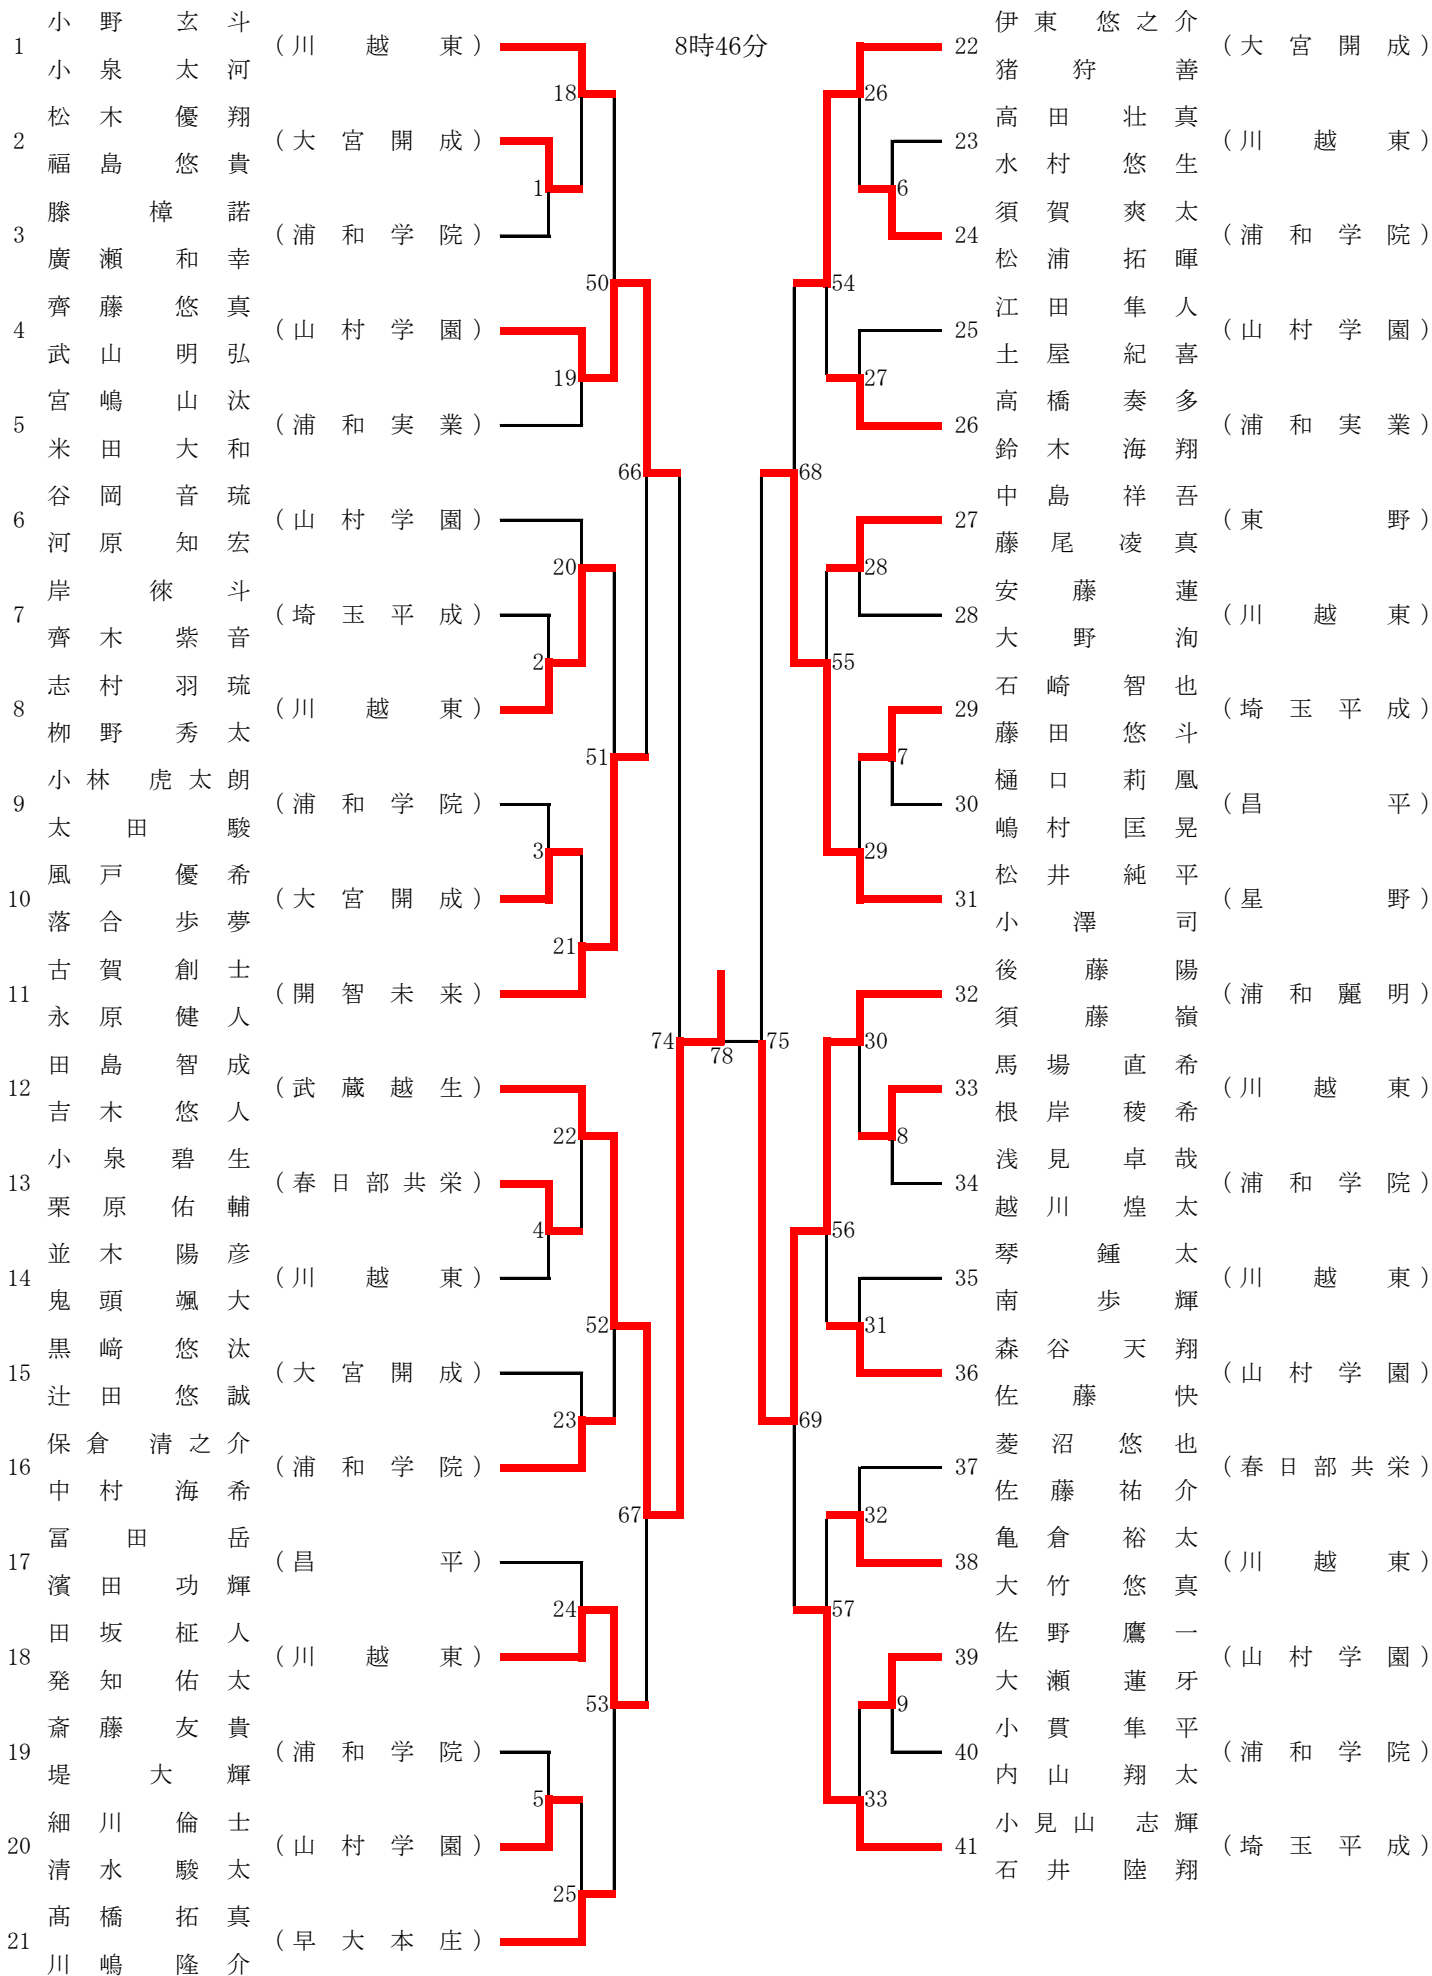 8時46分
小野 玄斗
1 (川越東)
小泉 太河
松木 優翔
2 (大宮開成)
福島 悠貴
滕 樟諾
3 (浦和学院)
廣瀬 和幸
齊藤 悠真
4 (山村学園)
武山 明弘
宮嶋 山汰
5 (浦和実業)
米田 大和
谷岡 音琉
6 (山村学園)
河原 知宏
岸 徠斗
7 (埼玉平成)
齊木 紫音
志村 羽琉
8 (川越東)
栁野 秀太
小林 虎太朗
9 (浦和学院)
太田 駿
風戸 優希
10 (大宮開成)
落合 歩夢
古賀 創士
11 (開智未来)
永原 健人
田島 智成
12 (武蔵越生)
吉木 悠人
小泉 碧生
13 (春日部共栄)
栗原 佑輔
並木 陽彦
14 (川越東)
鬼頭 颯大
黒﨑 悠汰
15 (大宮開成)
辻田 悠誠
保倉 清之介
16 (浦和学院)
中村 海希
冨田 岳
17 (昌平)
濱田 功輝
田坂 柾人
18 (川越東)
発知 佑太
斎藤 友貴
19 (浦和学院)
堤 大輝
細川 倫士
20 (山村学園)
清水 駿太
髙橋 拓真
21 (早大本庄)
川嶋 隆介
18
1
50
19
66
20
2
51
3
21
74
22
4
52
23
67
24
53
5
25
78
伊東 悠之介
22 (大宮開成)
猪狩 善
高田 壮真
23 (川越東)
水村 悠生
須賀 爽太
24 (浦和学院)
松浦 拓暉
江田 隼人
25 (山村学園)
土屋 紀喜
高橋 奏多
26 (浦和実業)
鈴木 海翔
中島 祥吾
27 (東野)
藤尾 凌真
安藤 蓮
28 (川越東)
大野 洵
石崎 智也
29 (埼玉平成)
藤田 悠斗
樋口 莉凰
30 (昌平)
嶋村 匡晃
松井 純平
31 (星野)
小澤 司
後藤 陽
32 (浦和麗明)
須藤 嶺
馬場 直希
33 (川越東)
根岸 稜希
浅見 卓哉
34 (浦和学院)
越川 煌太
琴 鍾太
35 (川越東)
南 歩輝
森谷 天翔
36 (山村学園)
佐藤 快
菱沼 悠也
37 (春日部共栄)
佐藤 祐介
亀倉 裕太
38 (川越東)
大竹 悠真
佐野 鷹一
39 (山村学園)
大瀬 蓮牙
小貫 隼平
40 (浦和学院)
内山 翔太
小見山 志輝
41 (埼玉平成)
石井 陸翔
26
6
54
27
68
28
55
7
29
75
30
8
56
31
69
32
57
9
33